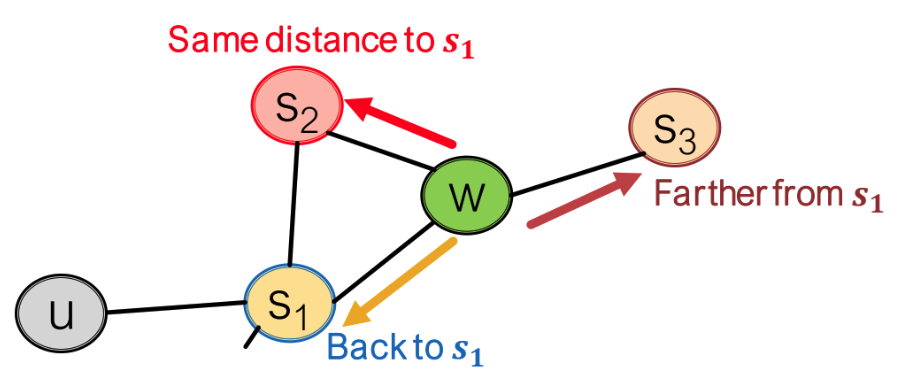 Same distance to s₁
S₂
S₃
W
Farther from s₁
U
S₁
Back to s₁